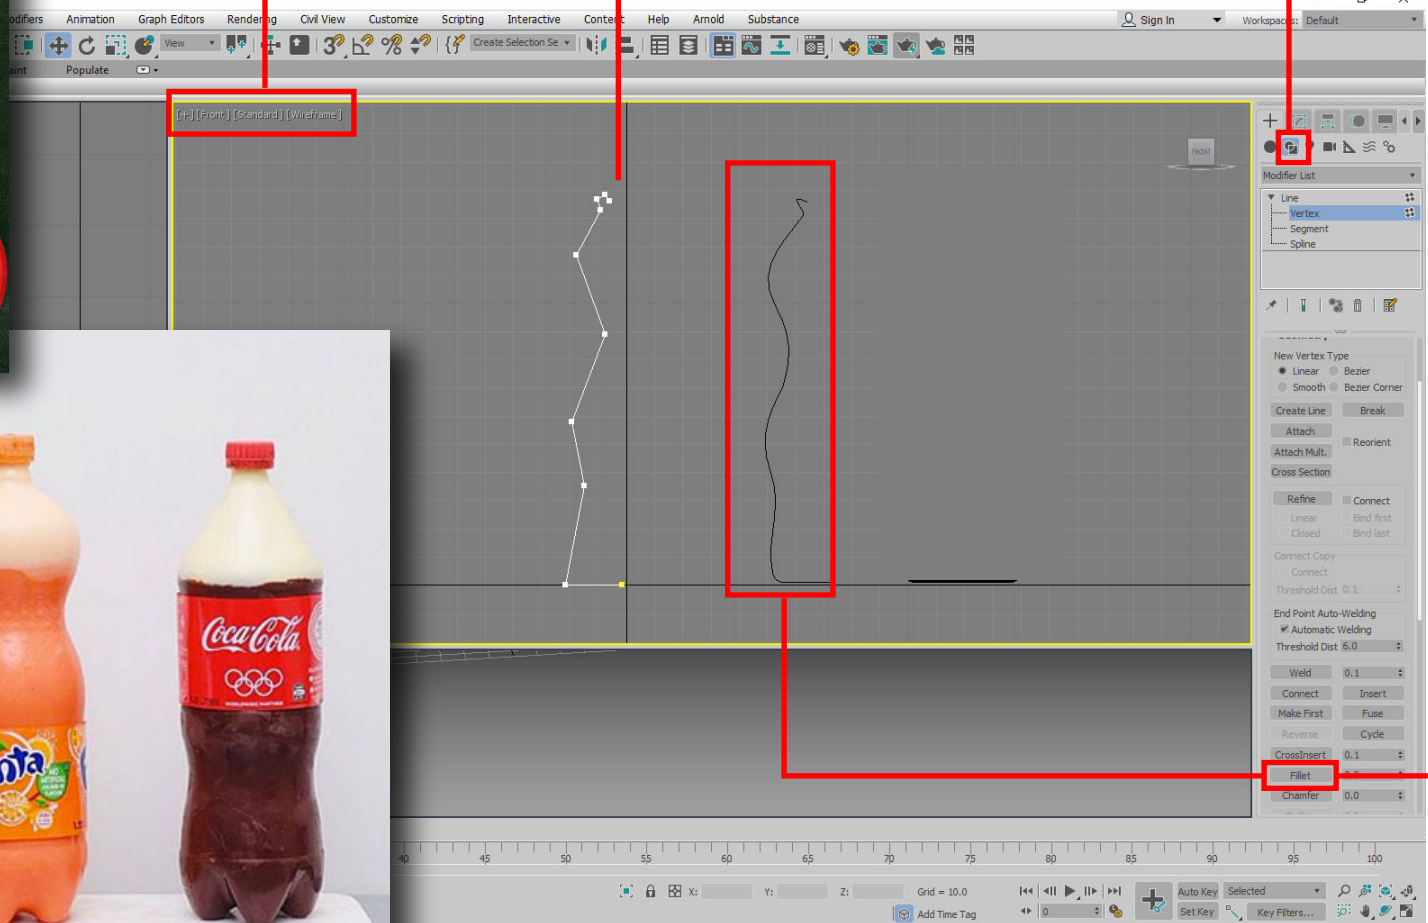 Animation Graph Editors Rendering Civil View Customize Scripting Interactive Content Help Arnold Substance Sign In Workspaces: Default
View Create Selection Se
Populate
[+] [Front] [Standard] [Wireframe]
FRONT
Modifier List
Line
Vertex
Segment
Spline
New Vertex Type
Linear Bezier
Smooth Bezier Corner
Create Line Break
Attach
Reorient
Attach Mult.
Cross Section
Refine Connect
Linear Bind first
Closed Bind last
Connect Copy
Connect
Threshold Dist 0.1
End Point Auto-Welding
Automatic Welding
Threshold Dist 6.0
Weld 0.1
Connect Insert
Make First Fuse
Reverse Cycle
CrossInsert 0.1
Fillet
Chamfer 0.0
Coca-Cola
40 45 50 55 60 65 70 75 80 85 90 95 100
X: Y: Z: Grid = 10.0 Auto Key Selected
Add Time Tag 0 Set Key Key Filters...